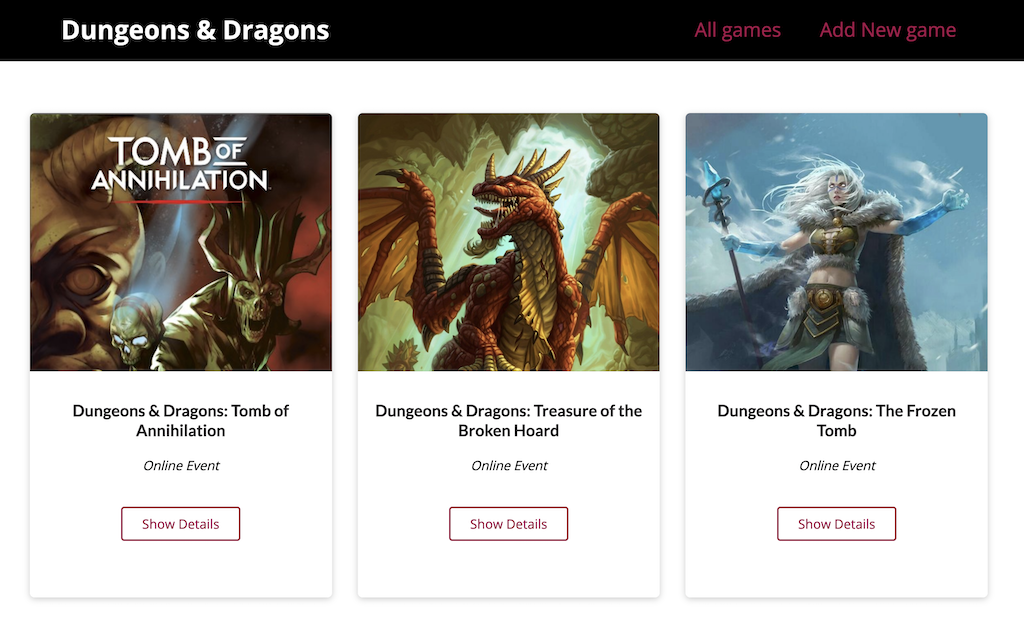 Dungeons & Dragons
All games
Add New game
TOMB OF
ANNIHILATION
Dungeons & Dragons: Tomb of
Annihilation
Online Event
Show Details
Dungeons & Dragons: Treasure of the
Broken Hoard
Online Event
Show Details
Dungeons & Dragons: The Frozen
Tomb
Online Event
Show Details